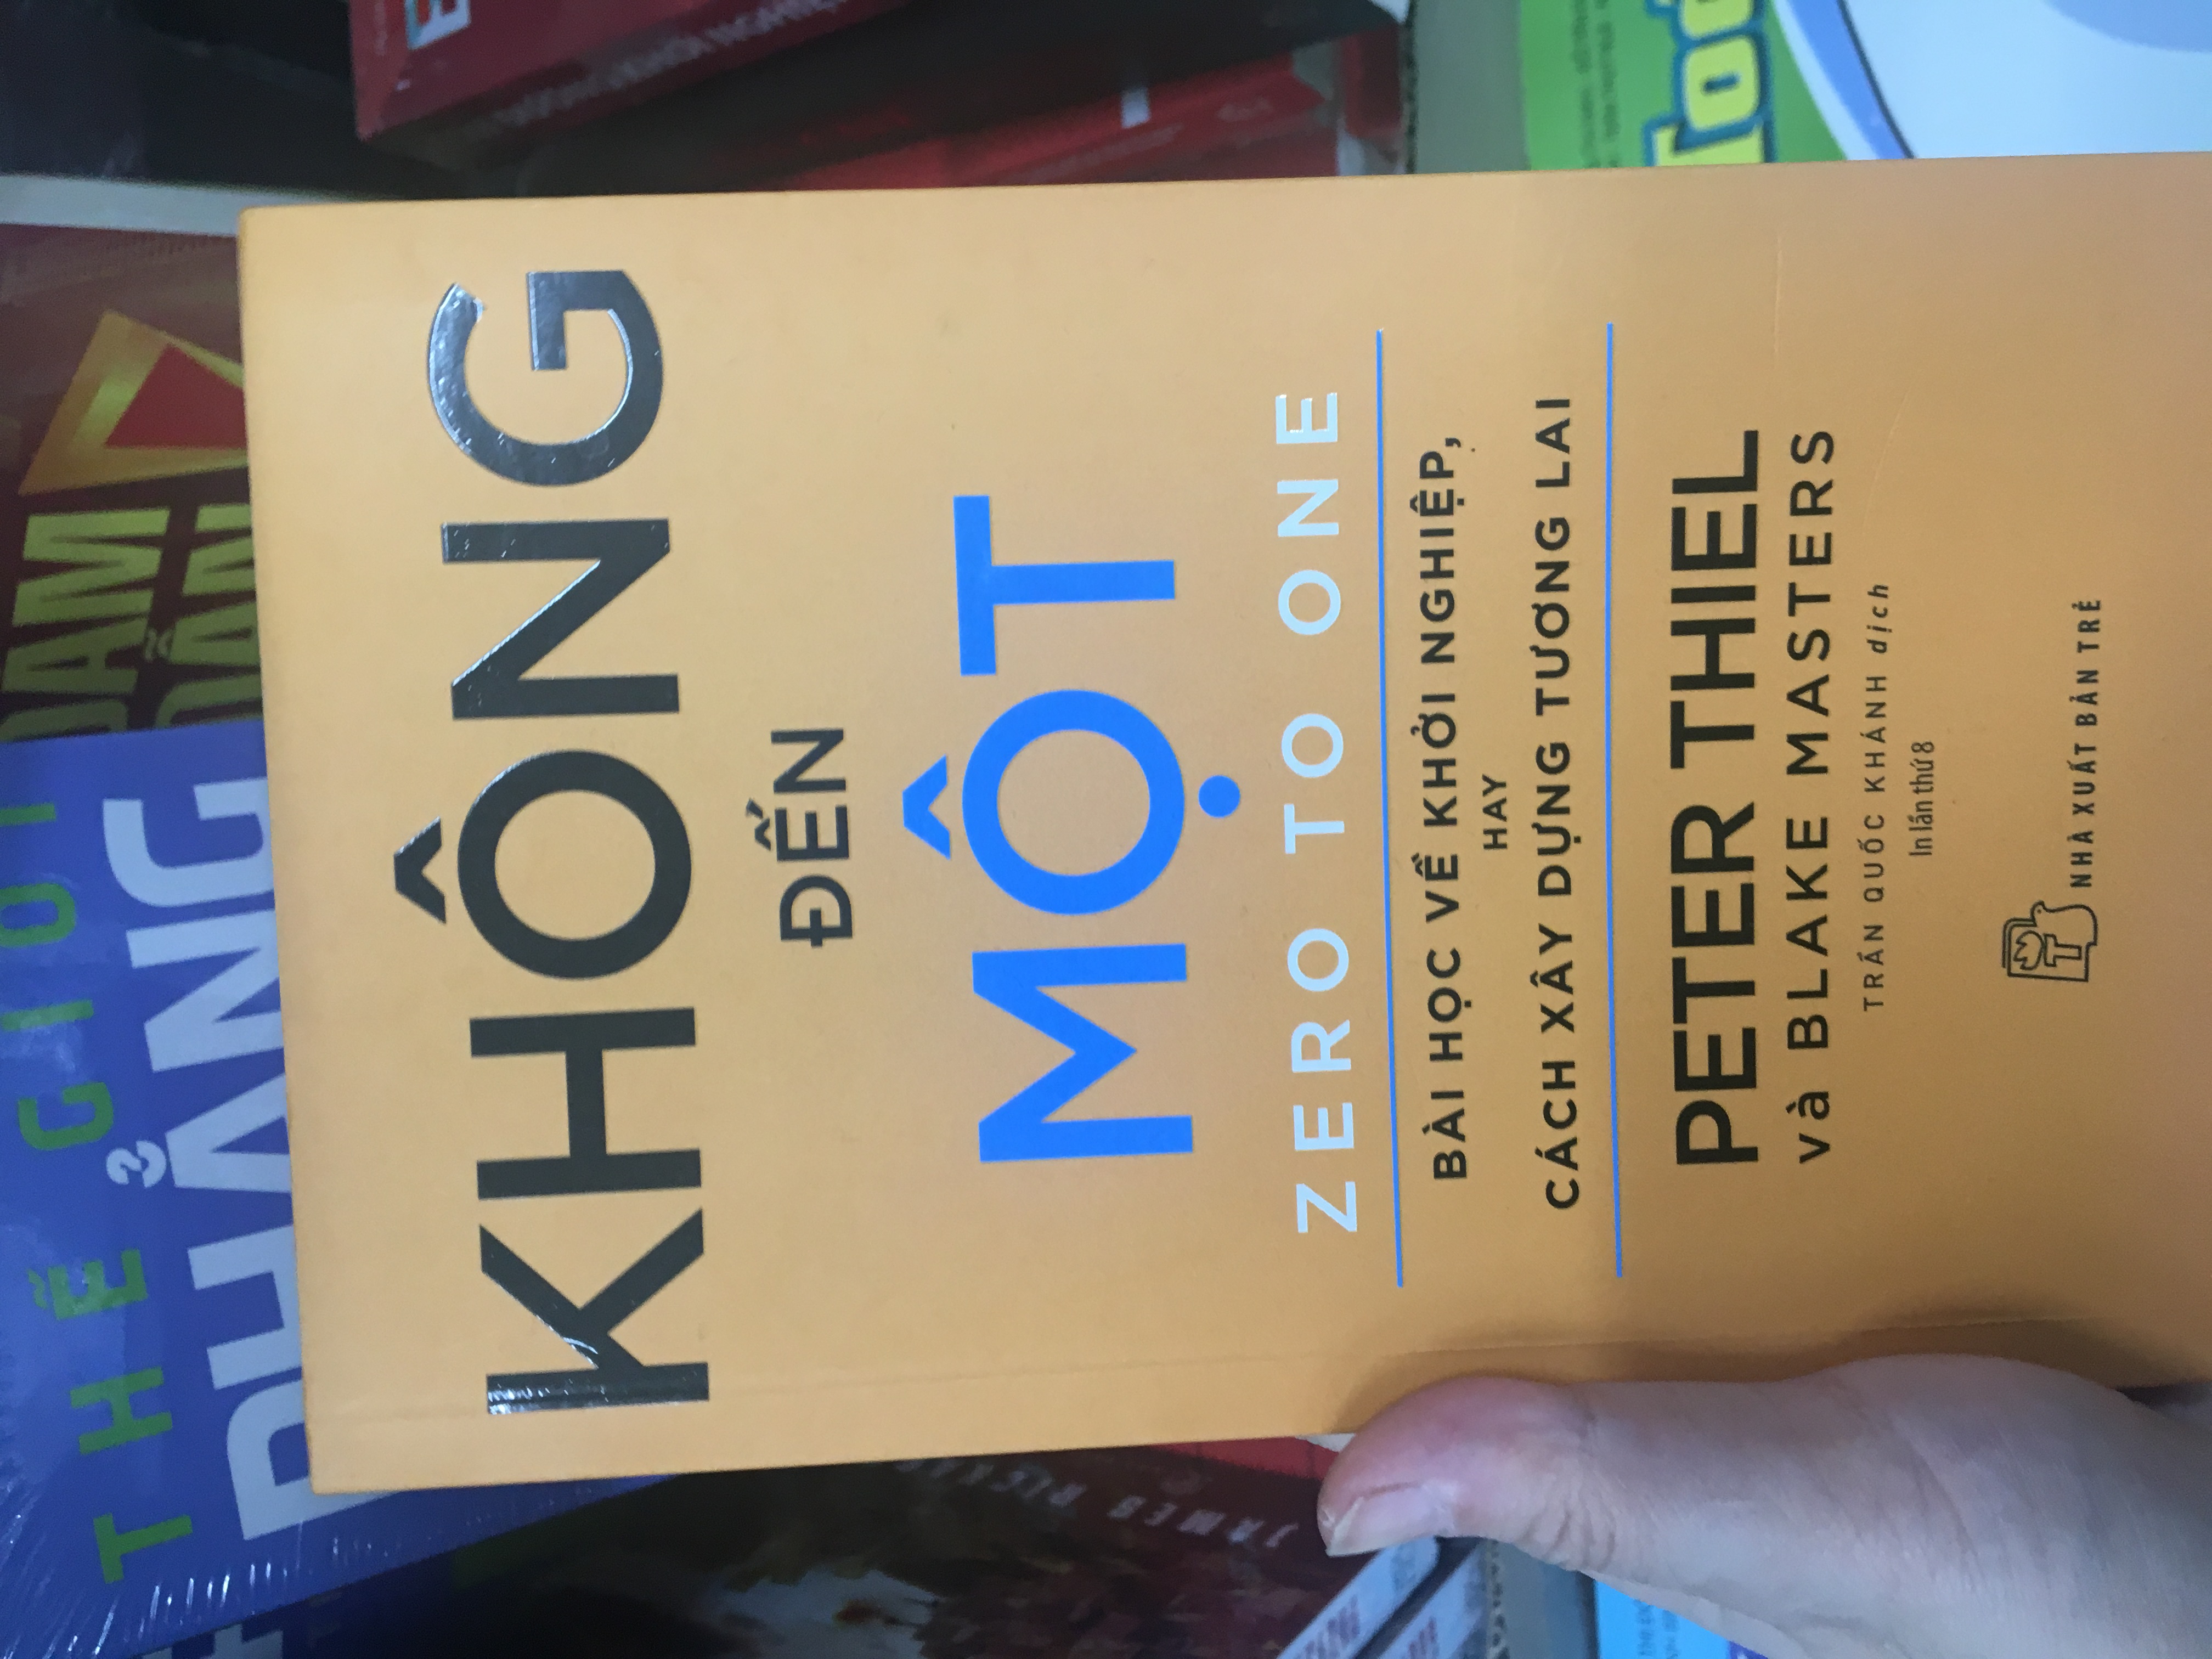 THẾ GIỚI
PHẲNG
KHÔNG
ĐẾN
MỘT
ZERO TO ONE
BÀI HỌC VỀ KHỞI NGHIỆP,
HAY
CÁCH XÂY DỰNG TƯƠNG LAI
PETER THIEL
và BLAKE MASTERS
TRẦN QUỐC KHÁNH dịch
In lần thứ 8
NHÀ XUẤT BẢN TRẺ